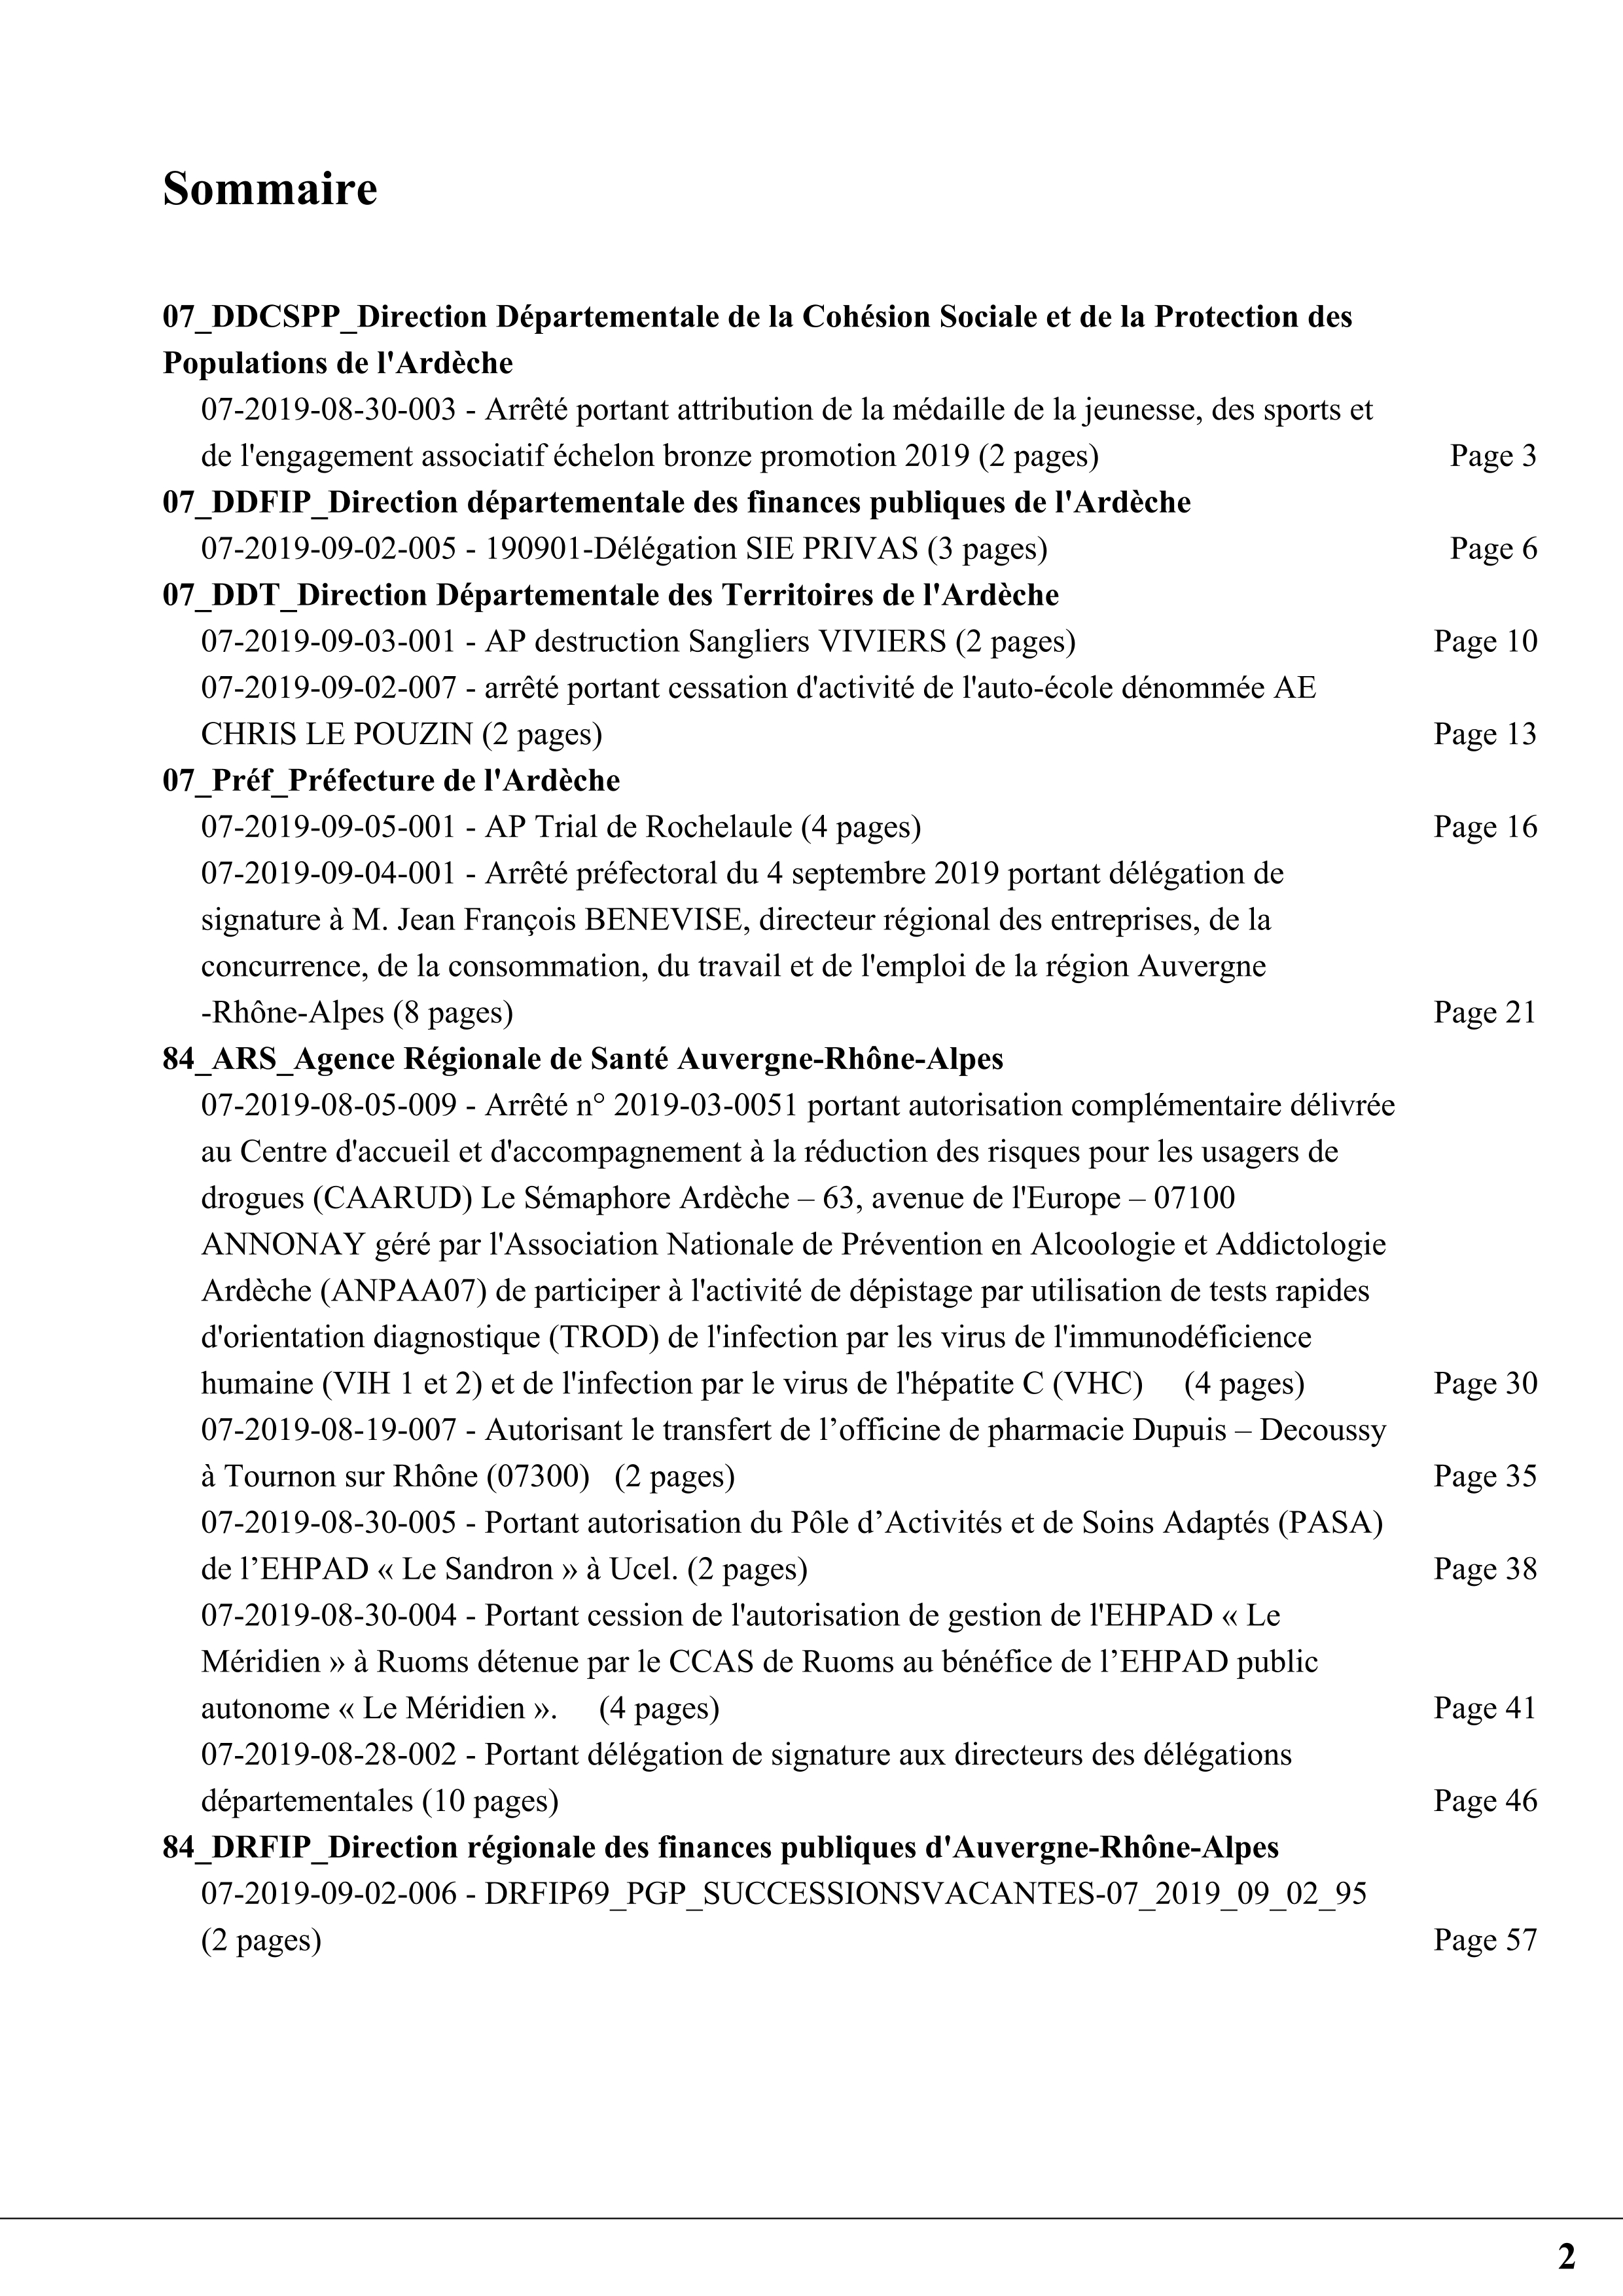 Sommaire
07_DDCSPP_Direction Départementale de la Cohésion Sociale et de la Protection des
Populations de l'Ardèche
07-2019-08-30-003 - Arrêté portant attribution de la médaille de la jeunesse, des sports et
de l'engagement associatif échelon bronze promotion 2019 (2 pages) Page 3
07_DDFIP_Direction départementale des finances publiques de l'Ardèche
07-2019-09-02-005 - 190901-Délégation SIE PRIVAS (3 pages) Page 6
07_DDT_Direction Départementale des Territoires de l'Ardèche
07-2019-09-03-001 - AP destruction Sangliers VIVIERS (2 pages) Page 10
07-2019-09-02-007 - arrêté portant cessation d'activité de l'auto-école dénommée AE
CHRIS LE POUZIN (2 pages) Page 13
07_Préf_Préfecture de l'Ardèche
07-2019-09-05-001 - AP Trial de Rochelaule (4 pages) Page 16
07-2019-09-04-001 - Arrêté préfectoral du 4 septembre 2019 portant délégation de
signature à M. Jean François BENEVISE, directeur régional des entreprises, de la
concurrence, de la consommation, du travail et de l'emploi de la région Auvergne
-Rhône-Alpes (8 pages) Page 21
84_ARS_Agence Régionale de Santé Auvergne-Rhône-Alpes
07-2019-08-05-009 - Arrêté n° 2019-03-0051 portant autorisation complémentaire délivrée
au Centre d'accueil et d'accompagnement à la réduction des risques pour les usagers de
drogues (CAARUD) Le Sémaphore Ardèche – 63, avenue de l'Europe – 07100
ANNONAY géré par l'Association Nationale de Prévention en Alcoologie et Addictologie
Ardèche (ANPAA07) de participer à l'activité de dépistage par utilisation de tests rapides
d'orientation diagnostique (TROD) de l'infection par les virus de l'immunodéficience
humaine (VIH 1 et 2) et de l'infection par le virus de l'hépatite C (VHC) (4 pages) Page 30
07-2019-08-19-007 - Autorisant le transfert de l’officine de pharmacie Dupuis – Decoussy
à Tournon sur Rhône (07300) (2 pages) Page 35
07-2019-08-30-005 - Portant autorisation du Pôle d’Activités et de Soins Adaptés (PASA)
de l’EHPAD « Le Sandron » à Ucel. (2 pages) Page 38
07-2019-08-30-004 - Portant cession de l'autorisation de gestion de l'EHPAD « Le
Méridien » à Ruoms détenue par le CCAS de Ruoms au bénéfice de l’EHPAD public
autonome « Le Méridien ». (4 pages) Page 41
07-2019-08-28-002 - Portant délégation de signature aux directeurs des délégations
départementales (10 pages) Page 46
84_DRFIP_Direction régionale des finances publiques d'Auvergne-Rhône-Alpes
07-2019-09-02-006 - DRFIP69_PGP_SUCCESSIONSVACANTES-07_2019_09_02_95
(2 pages) Page 57
2